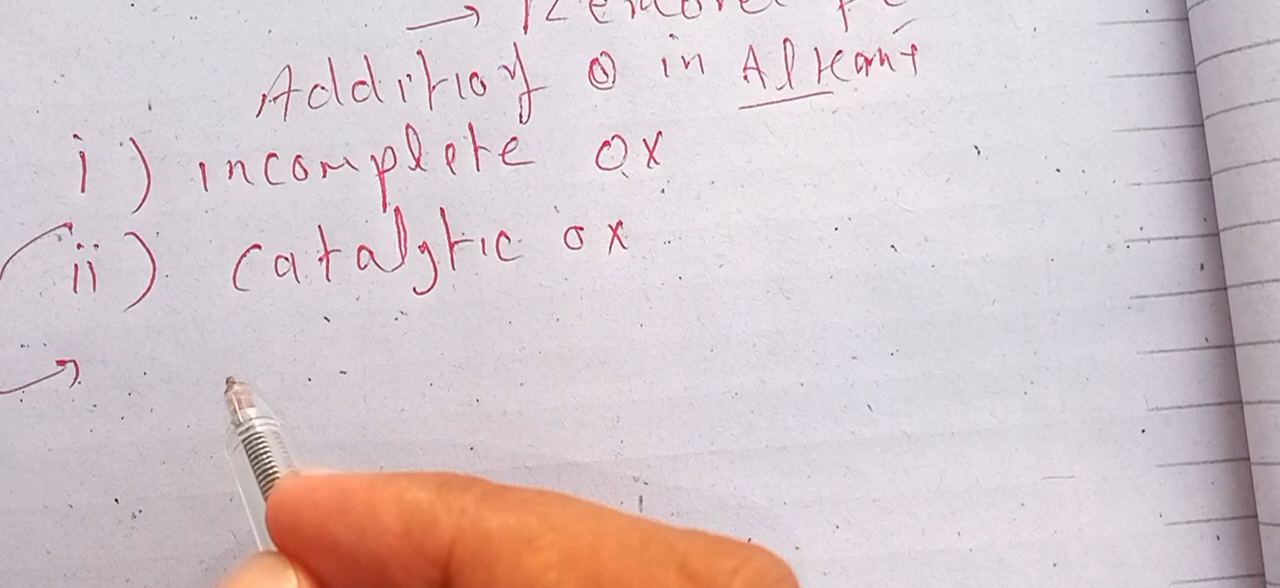 Addition of O in Alkane
i) incomplete ox
ii) catalytic ox